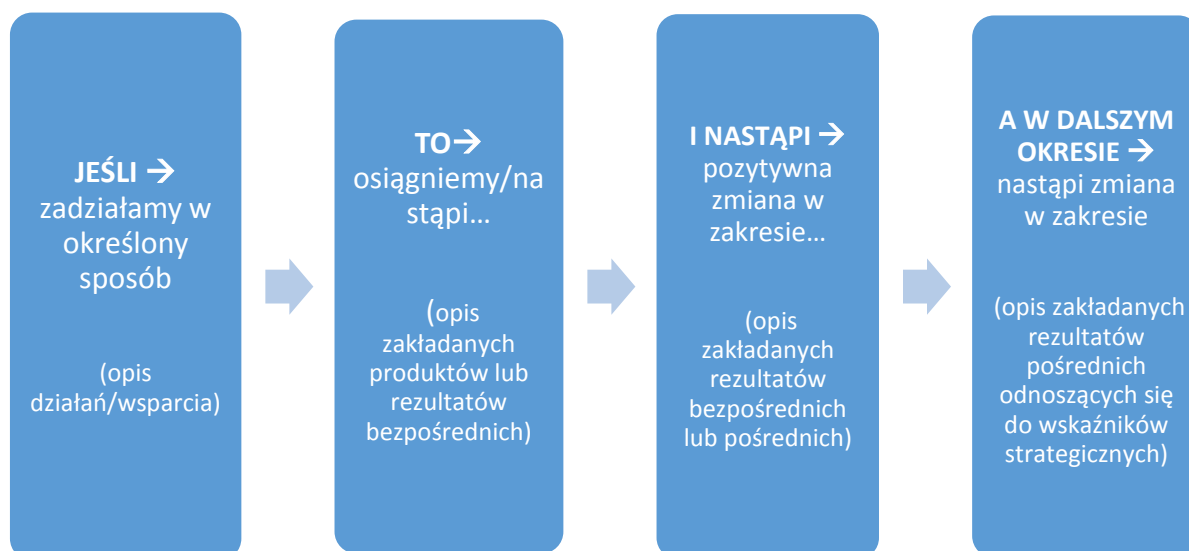 JEŚLI →
zadziałamy w
określony
sposób
(opis
działań/wsparcia)
TO→
osiągniemy/na
stąpi...
(opis
zakładanych
produktów lub
rezultatów
bezpośrednich)
I NASTĄPI →
pozytywna
zmiana w
zakresie...
(opis
zakładanych
rezultatów
bezpośrednich
lub pośrednich)
A W DALSZYM
OKRESIE →
nastąpi zmiana
w zakresie
(opis zakładanych
rezultatów
pośrednich
odnoszących się
do wskaźników
strategicznych)